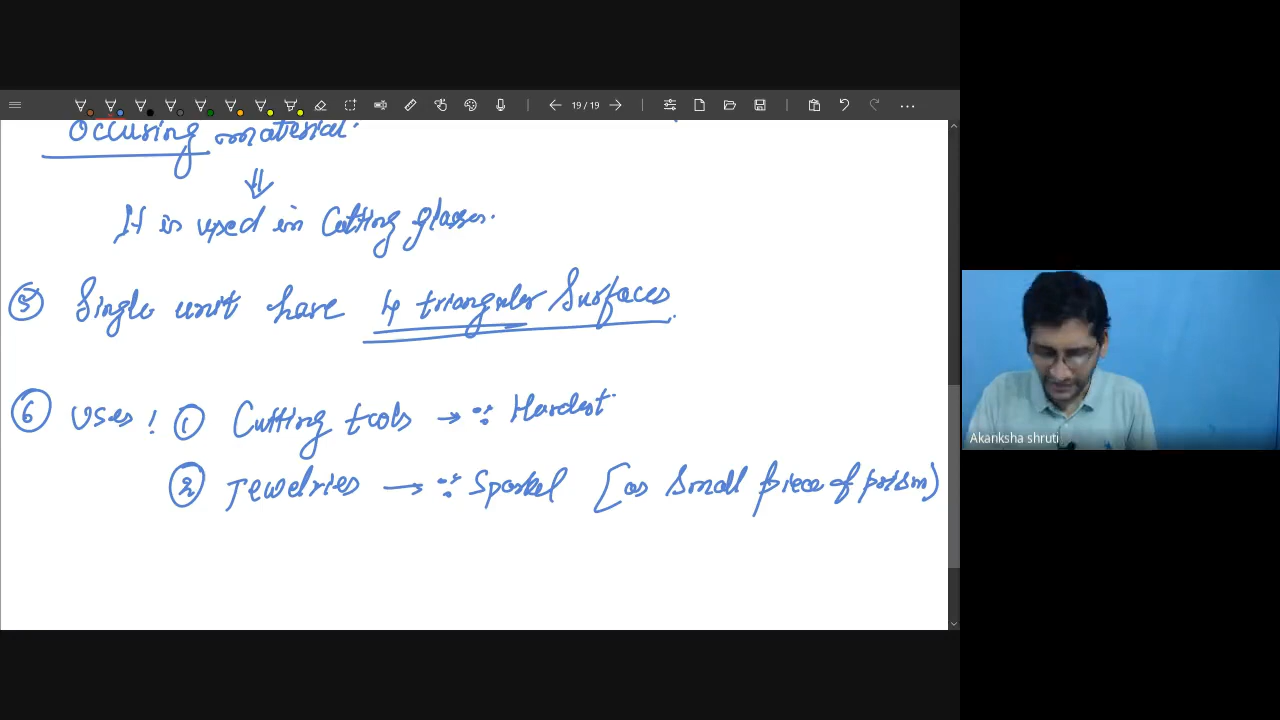 19 / 19
Occuring material.
⇓
It is used in Cutting glasses.
⑤ Single unit have 4 triangular Surfaces.
⑥ Uses : ① Cutting tools → ∵ Hardest
② Jewelries → ∵ Sparkel [as Small piece of prism)
Akanksha shruti